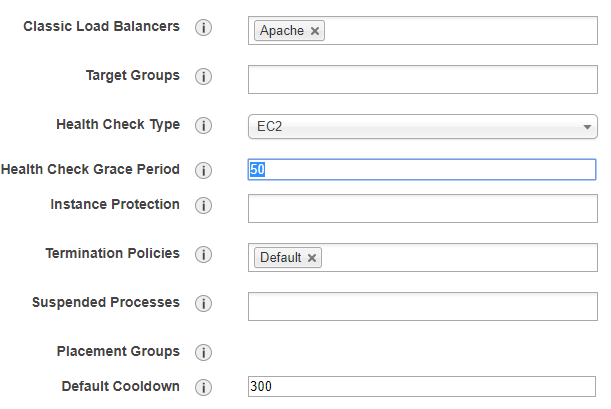 Classic Load Balancers i Apache ×
Target Groups i
Health Check Type i EC2
Health Check Grace Period i 50
Instance Protection i
Termination Policies i Default ×
Suspended Processes i
Placement Groups i
Default Cooldown i 300